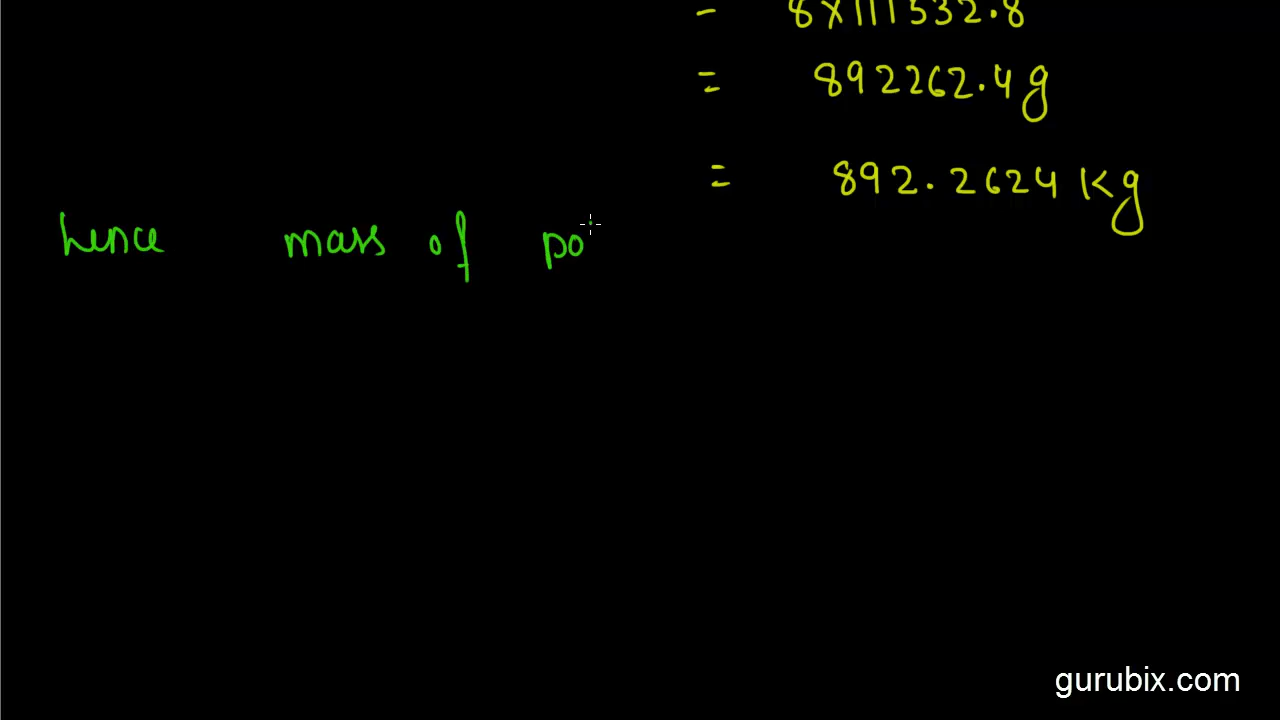 = 8×111532.8
= 892262.4g
= 892.2624 Kg
hence mass of po
gurubix.com